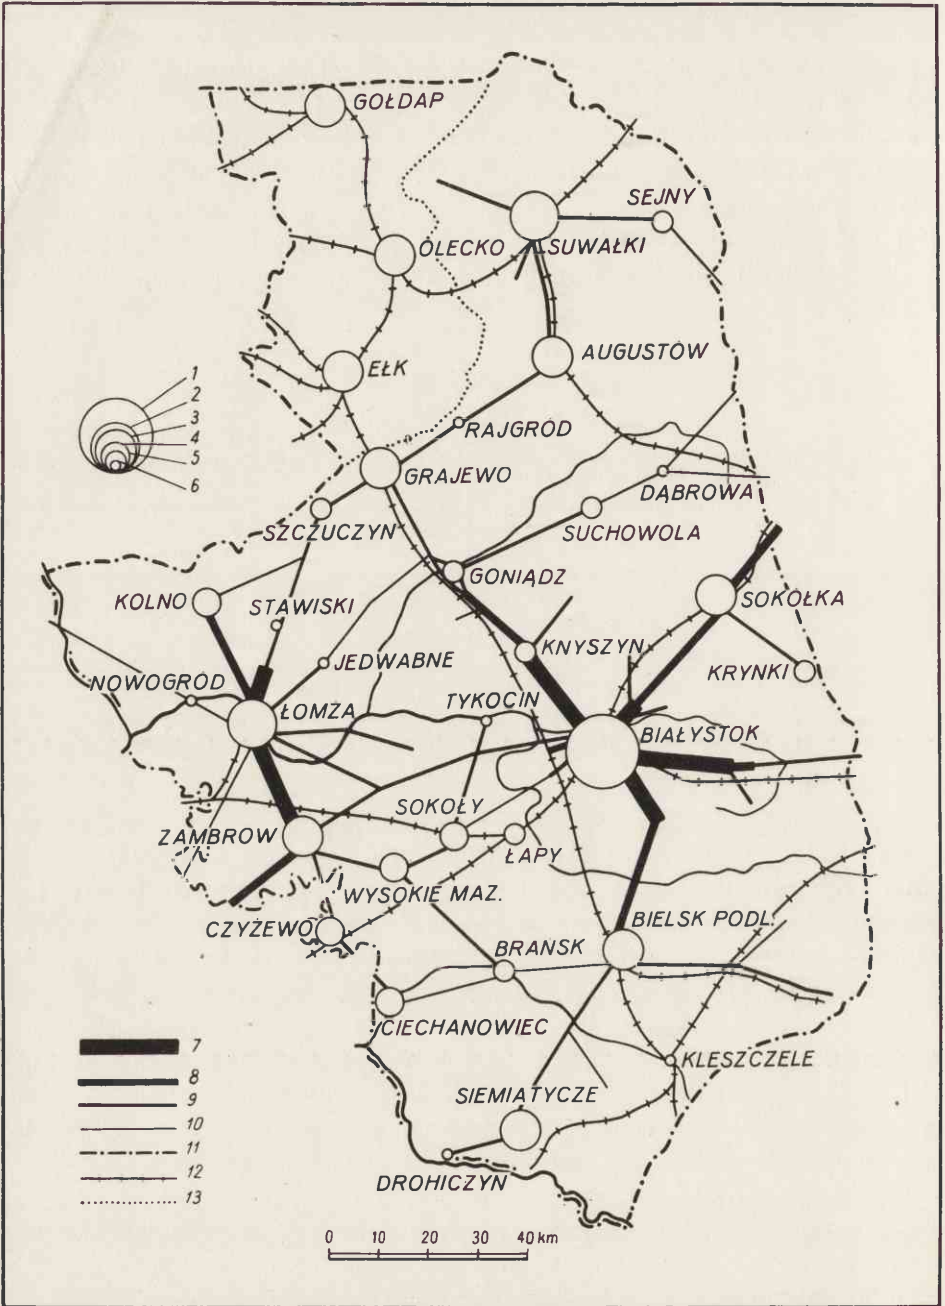 GOŁDAP
SEJNY
OLECKO
SUWAŁKI
AUGUSTÓW
EŁK
1
2
3
4
5
6
RAJGRÓD
GRAJEWO
DĄBROWA
SZCZUCZYN
SUCHOWOLA
GONIĄDZ
KOLNO
STAWISKI
SOKÓŁKA
KNYSZYN
JEDWABNE
KRYNKI
NOWOGRÓD
TYKOCIN
ŁOMŻA
BIAŁYSTOK
SOKOŁY
ZAMBROW
ŁAPY
WYSOKIE MAZ.
CZYŻEWO
BIELSK PODL.
BRAŃSK
CIECHANOWIEC
KLESZCZELE
SIEMIATYCZE
DROHICZYN
7
8
9
10
11
12
13
0 10 20 30 40 km